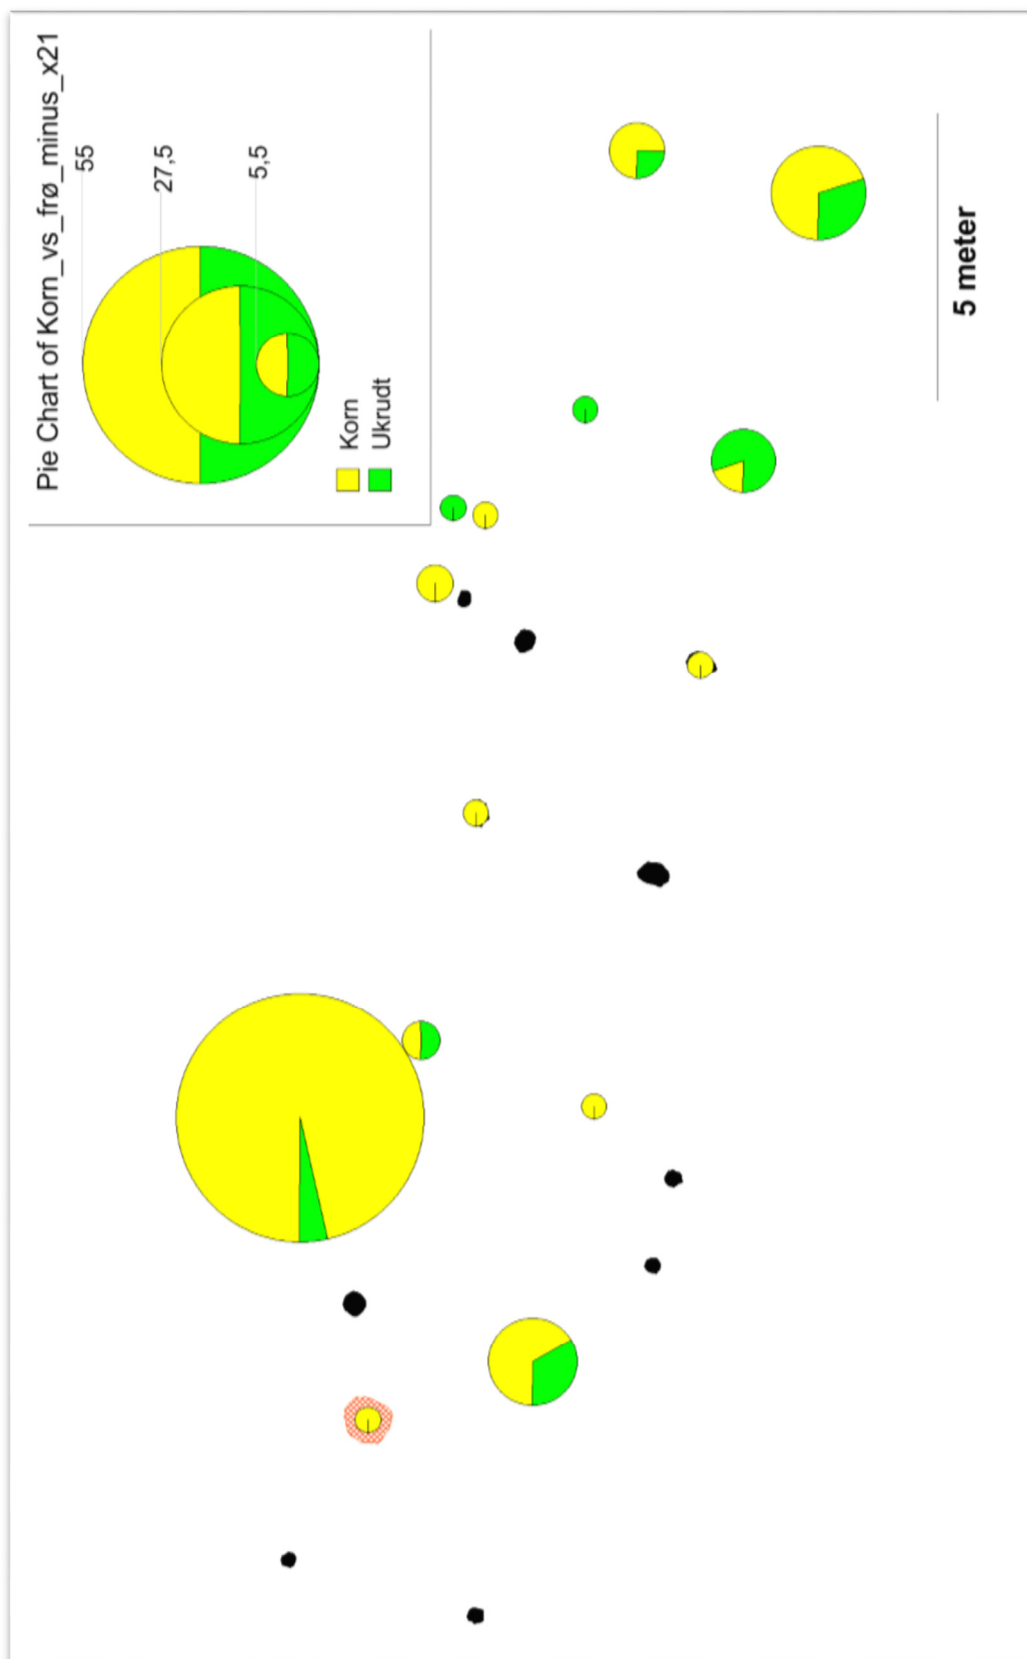 Pie Chart of Korn_vs_frø_minus_x21
55
27,5
5,5
Korn
Ukrudt
5 meter